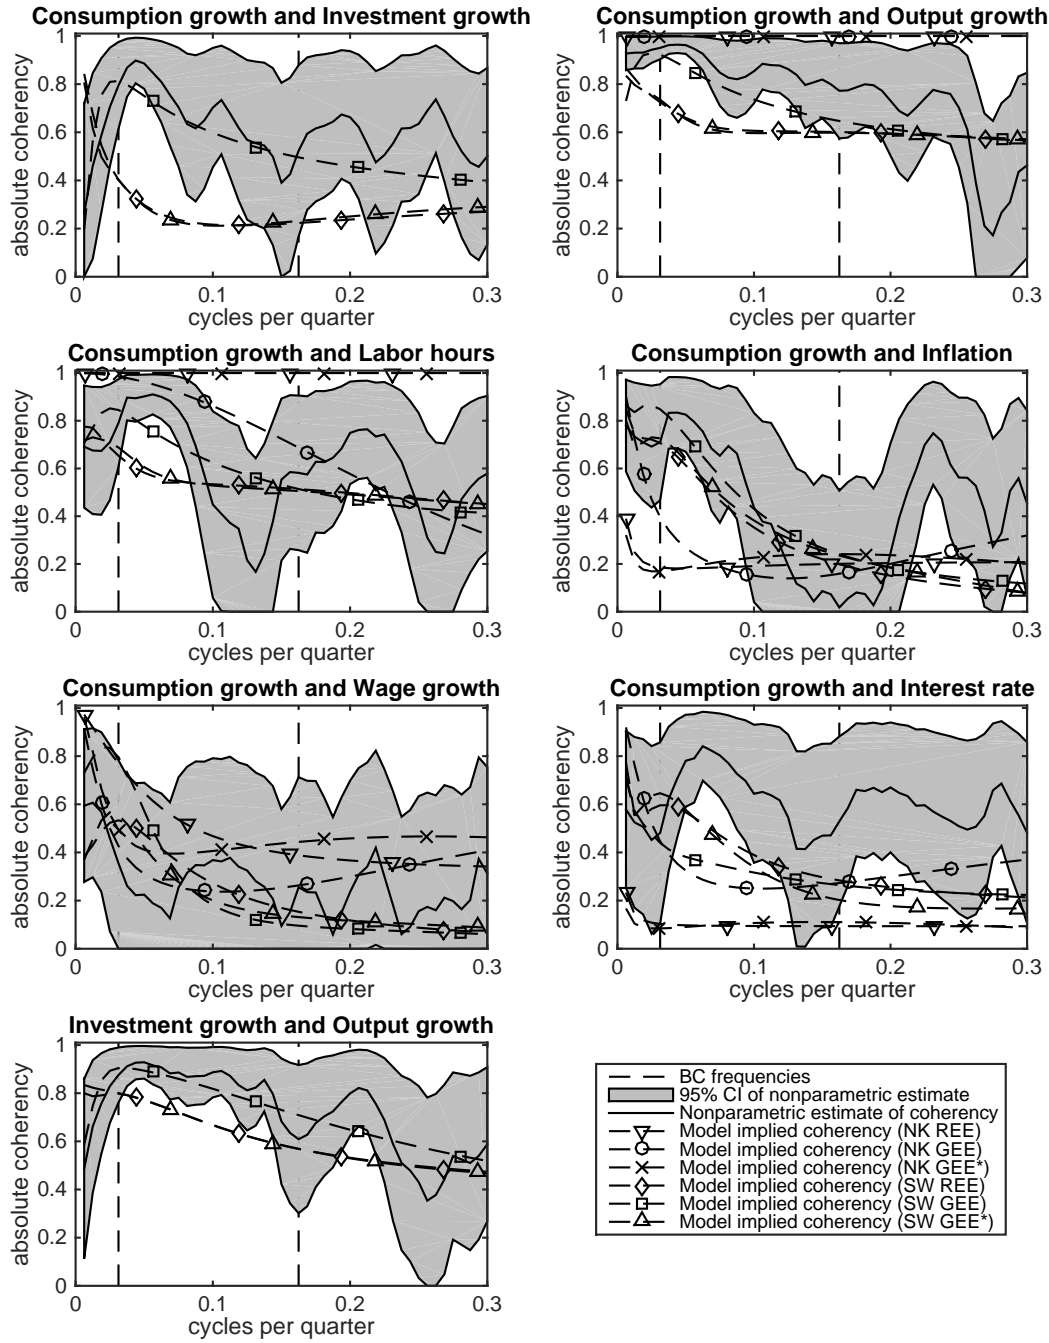 Consumption growth and Investment growth
absolute coherency
1
0.8
0.6
0.4
0.2
0
0
0.1
0.2
0.3
cycles per quarter
Consumption growth and Output growth
absolute coherency
1
0.8
0.6
0.4
0.2
0
0
0.1
0.2
0.3
cycles per quarter
Consumption growth and Labor hours
absolute coherency
1
0.8
0.6
0.4
0.2
0
0
0.1
0.2
0.3
cycles per quarter
Consumption growth and Inflation
absolute coherency
1
0.8
0.6
0.4
0.2
0
0
0.1
0.2
0.3
cycles per quarter
Consumption growth and Wage growth
absolute coherency
1
0.8
0.6
0.4
0.2
0
0
0.1
0.2
0.3
cycles per quarter
Consumption growth and Interest rate
absolute coherency
1
0.8
0.6
0.4
0.2
0
0
0.1
0.2
0.3
cycles per quarter
Investment growth and Output growth
absolute coherency
1
0.8
0.6
0.4
0.2
0
0
0.1
0.2
0.3
cycles per quarter
BC frequencies
95% CI of nonparametric estimate
Nonparametric estimate of coherency
Model implied coherency (NK REE)
Model implied coherency (NK GEE)
Model implied coherency (NK GEE*)
Model implied coherency (SW REE)
Model implied coherency (SW GEE)
Model implied coherency (SW GEE*)